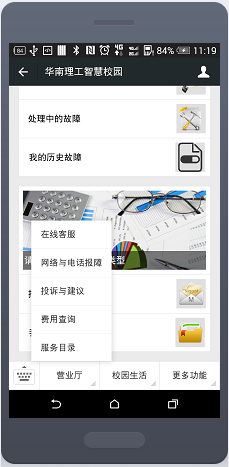 84% 11:19
华南理工智慧校园
处理中的故障
我的历史故障
类型
在线客服
网络与电话报障
投诉与建议
费用查询
服务目录
营业厅 校园生活 更多功能